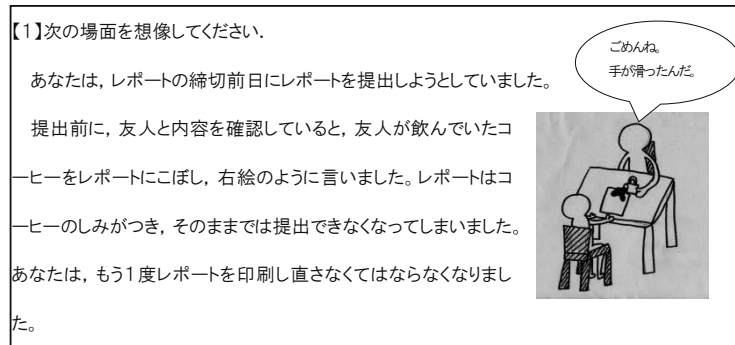 【1】次の場面を想像してください.
ごめんね。
手が滑ったんだ。
あなたは, レポートの締切前日にレポートを提出しようとしていました。
提出前に, 友人と内容を確認していると, 友人が飲んでいたコ
ーヒーをレポートにこぼし, 右絵のように言いました。レポートはコ
ーヒーのしみがつき, そのままでは提出できなくなってしまいました。
あなたは, もう1度レポートを印刷し直さなくてはならなくなりまし
た。